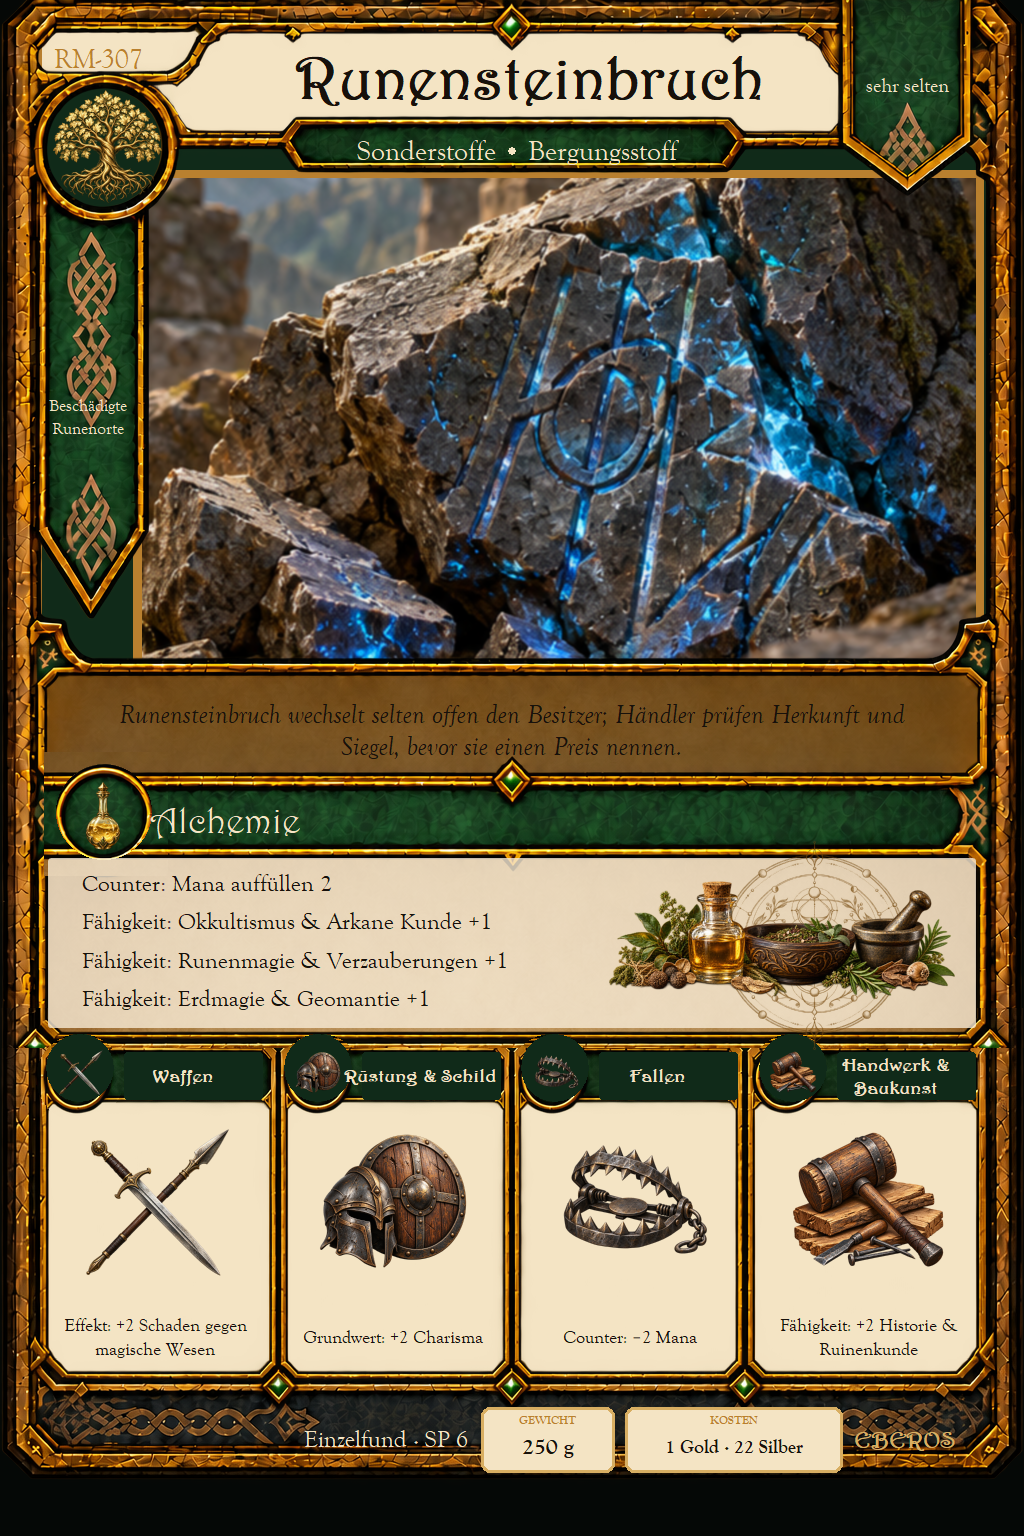 RM-307
Runensteinbruch
sehr selten
Sonderstoffe • Bergungsstoff
Beschädigte
Runenorte
Runensteinbruch wechselt selten offen den Besitzer; Händler prüfen Herkunft und
Siegel, bevor sie einen Preis nennen.
Alchemie
Counter: Mana auffüllen 2
Fähigkeit: Okkultismus & Arkane Kunde +1
Fähigkeit: Runenmagie & Verzauberungen +1
Fähigkeit: Erdmagie & Geomantie +1
Waffen
Effekt: +2 Schaden gegen
magische Wesen
Rüstung & Schild
Grundwert: +2 Charisma
Fallen
Counter: −2 Mana
Handwerk &
Baukunst
Fähigkeit: +2 Historie &
Ruinenkunde
Einzelfund · SP 6
GEWICHT
250 g
KOSTEN
1 Gold · 22 Silber
EBEROS